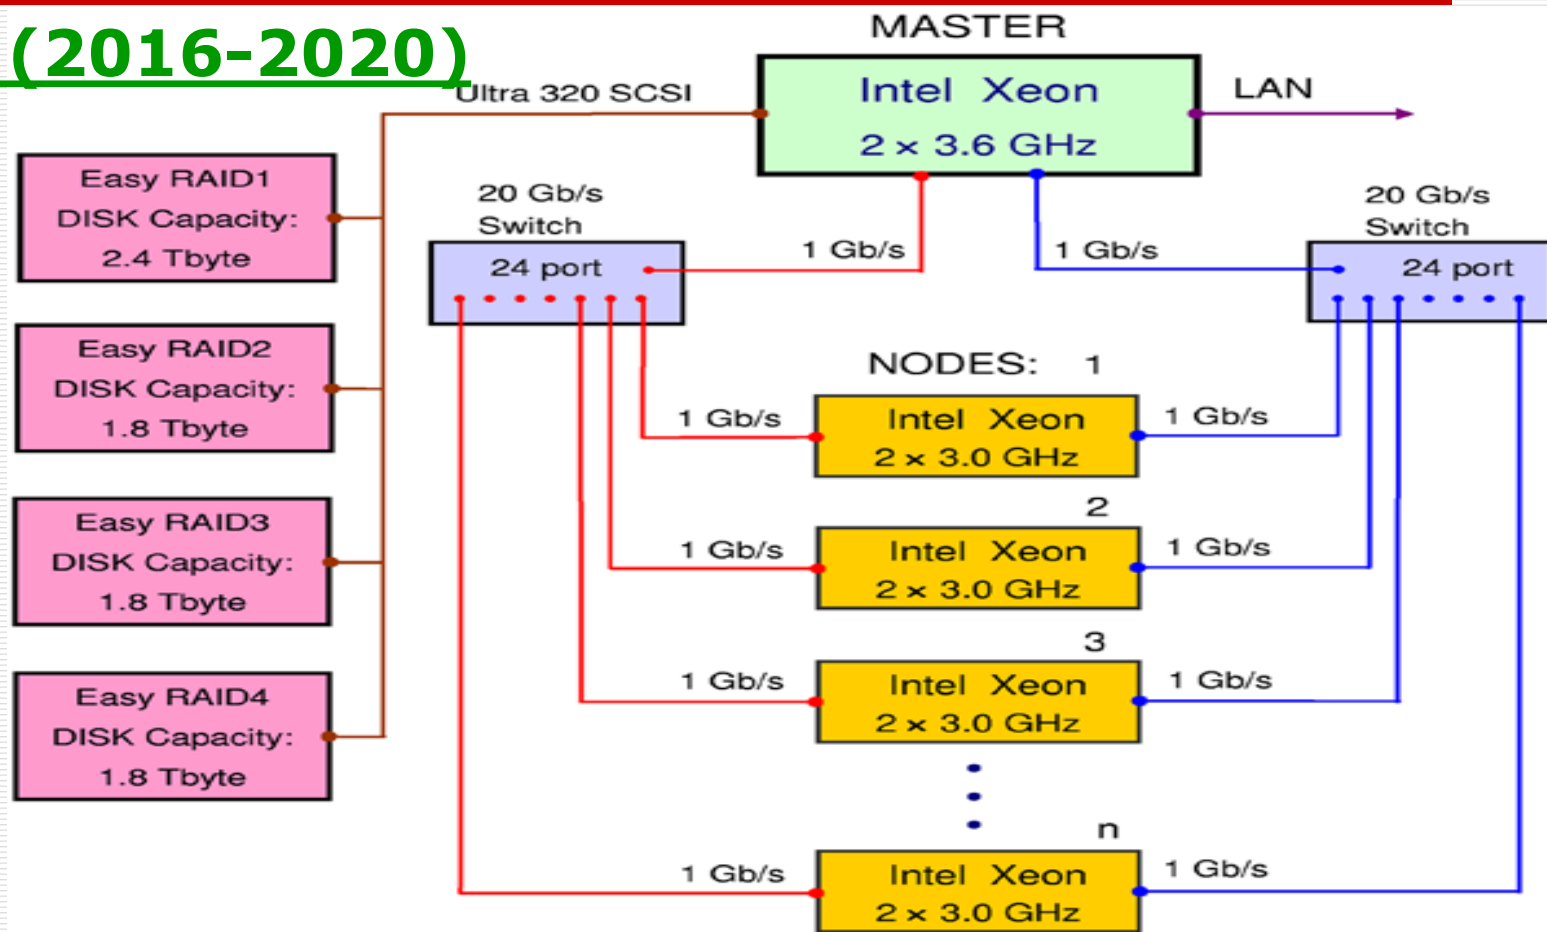 (2016-2020)
MASTER
Ultra 320 SCSI
Intel Xeon
2 x 3.6 GHz
LAN
Easy RAID1
DISK Capacity:
2.4 Tbyte
20 Gb/s
Switch
24 port
1 Gb/s
1 Gb/s
20 Gb/s
Switch
24 port
Easy RAID2
DISK Capacity:
1.8 Tbyte
NODES: 1
1 Gb/s
Intel Xeon
2 x 3.0 GHz
1 Gb/s
Easy RAID3
DISK Capacity:
1.8 Tbyte
2
1 Gb/s
Intel Xeon
2 x 3.0 GHz
1 Gb/s
Easy RAID4
DISK Capacity:
1.8 Tbyte
3
1 Gb/s
Intel Xeon
2 x 3.0 GHz
1 Gb/s
n
1 Gb/s
Intel Xeon
2 x 3.0 GHz
1 Gb/s